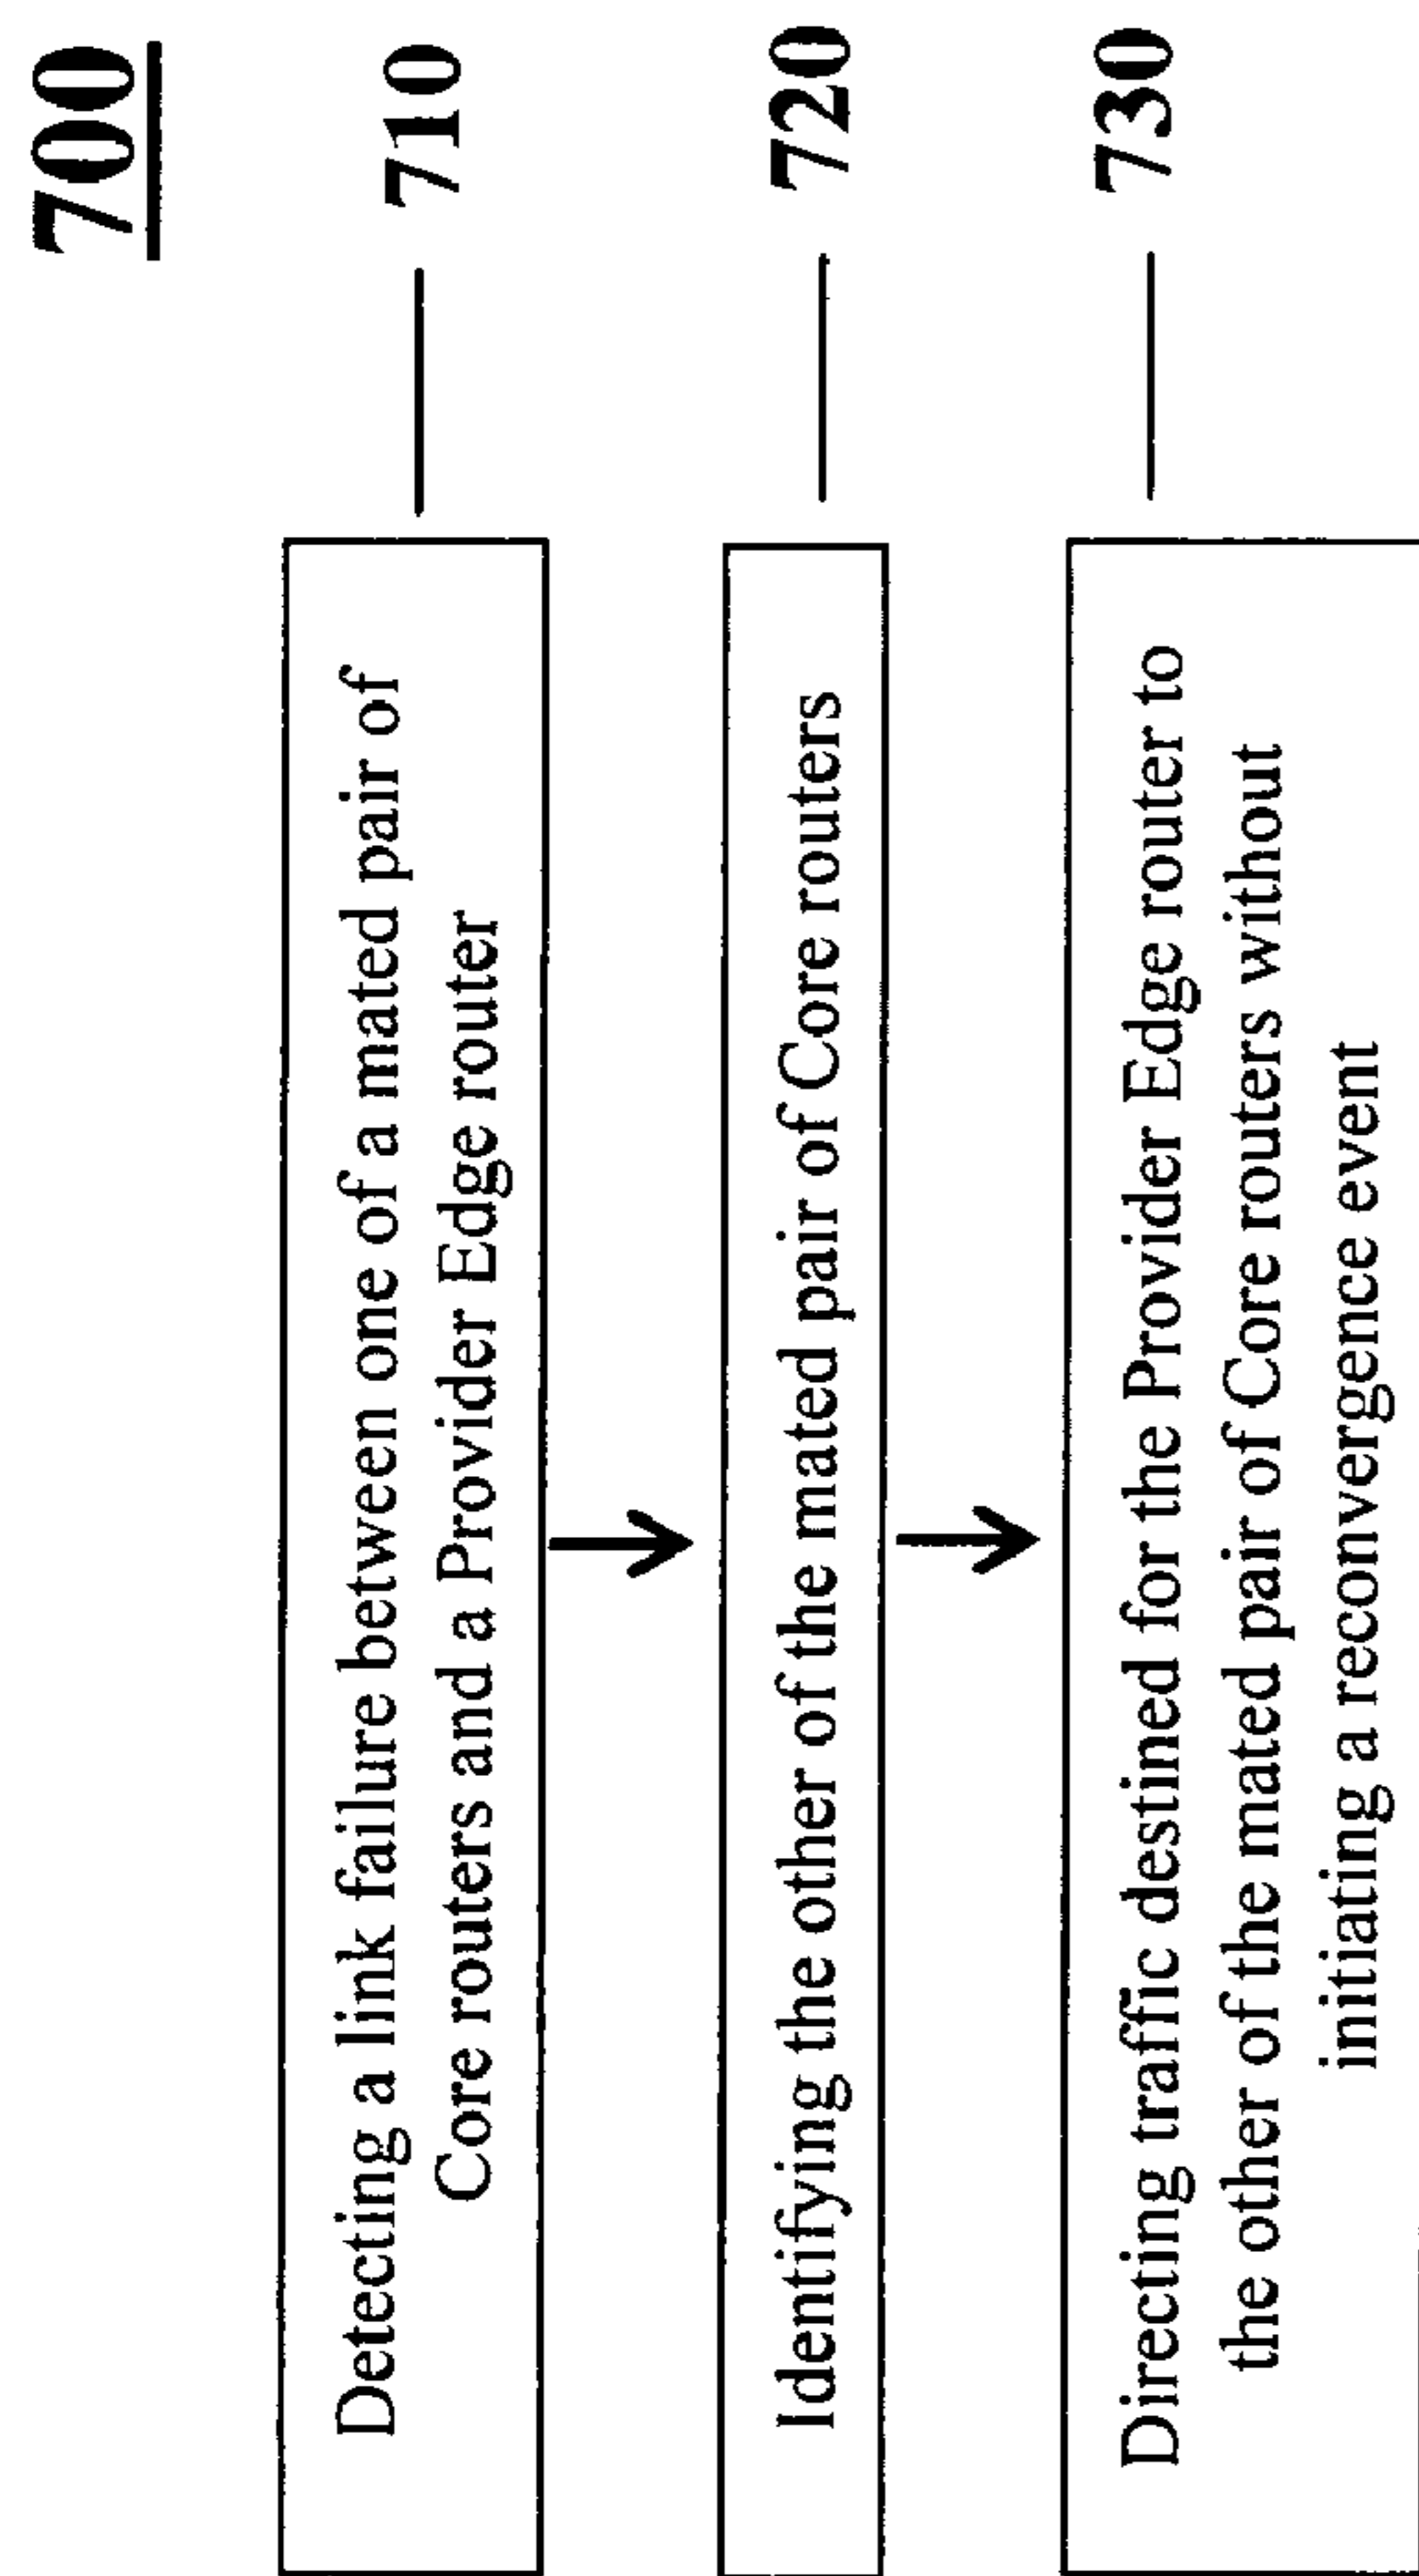 700
Detecting a link failure between one of a mated pair of
Core routers and a Provider Edge router
710
Identifying the other of the mated pair of Core routers
720
Directing traffic destined for the Provider Edge router to
the other of the mated pair of Core routers without
initiating a reconvergence event
730